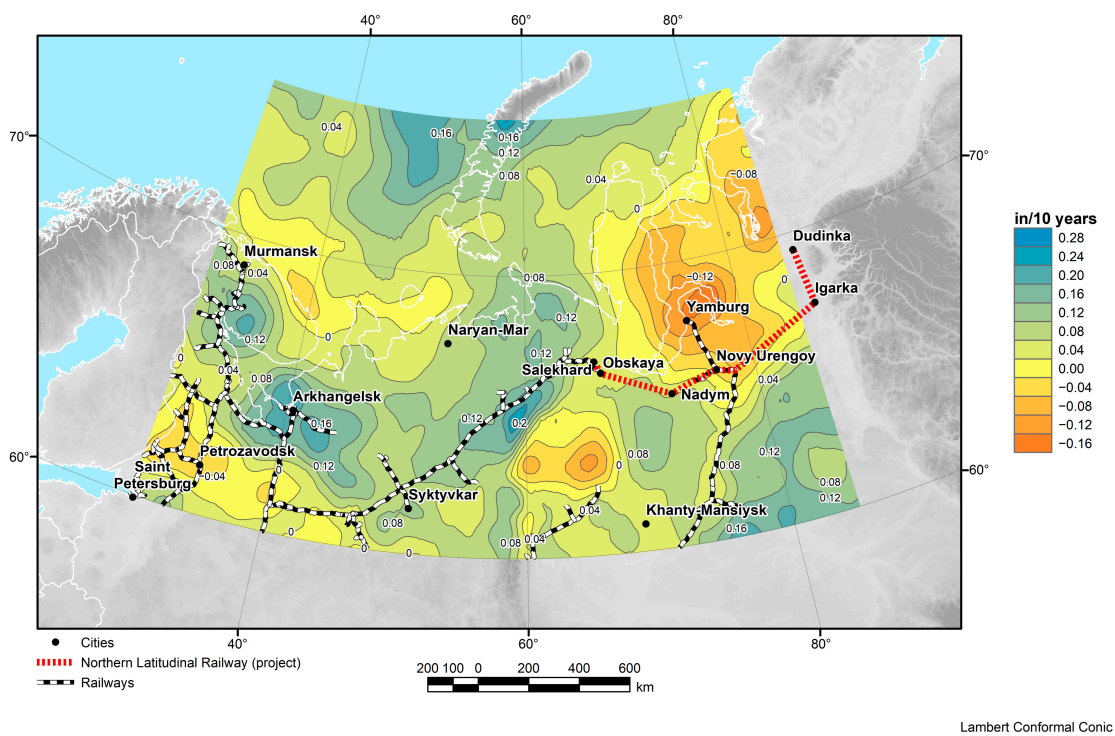 40°
60°
80°
70°
70°
0.04
0.16
0.16
0.12
0.08
0.04
0
−0.08
Dudinka
Murmansk
0.08
0.04
−0.12
0.08
0
Igarka
Yamburg
0.12
0.12
0
Naryan-Mar
0.12
Obskaya
Novy Urengoy
0
0.04
0.08
Salekhard
0.04
Nadym
Arkhangelsk
0.16
0.12
0.2
0.12
0.12
Petrozavodsk
60°
60°
Saint
Petersburg
−0.04
0
0
0.08
0.08
0.12
Syktyvkar
0.08
0.04
Khanty-Mansiysk
0.16
0
0
0
0.08
0.04
in/10 years
0.28
0.24
0.20
0.16
0.12
0.08
0.04
0.00
−0.04
−0.08
−0.12
−0.16
40°
60°
80°
Cities
Northern Latitudinal Railway (project)
Railways
200 100 0 200 400 600
km
Lambert Conformal Conic